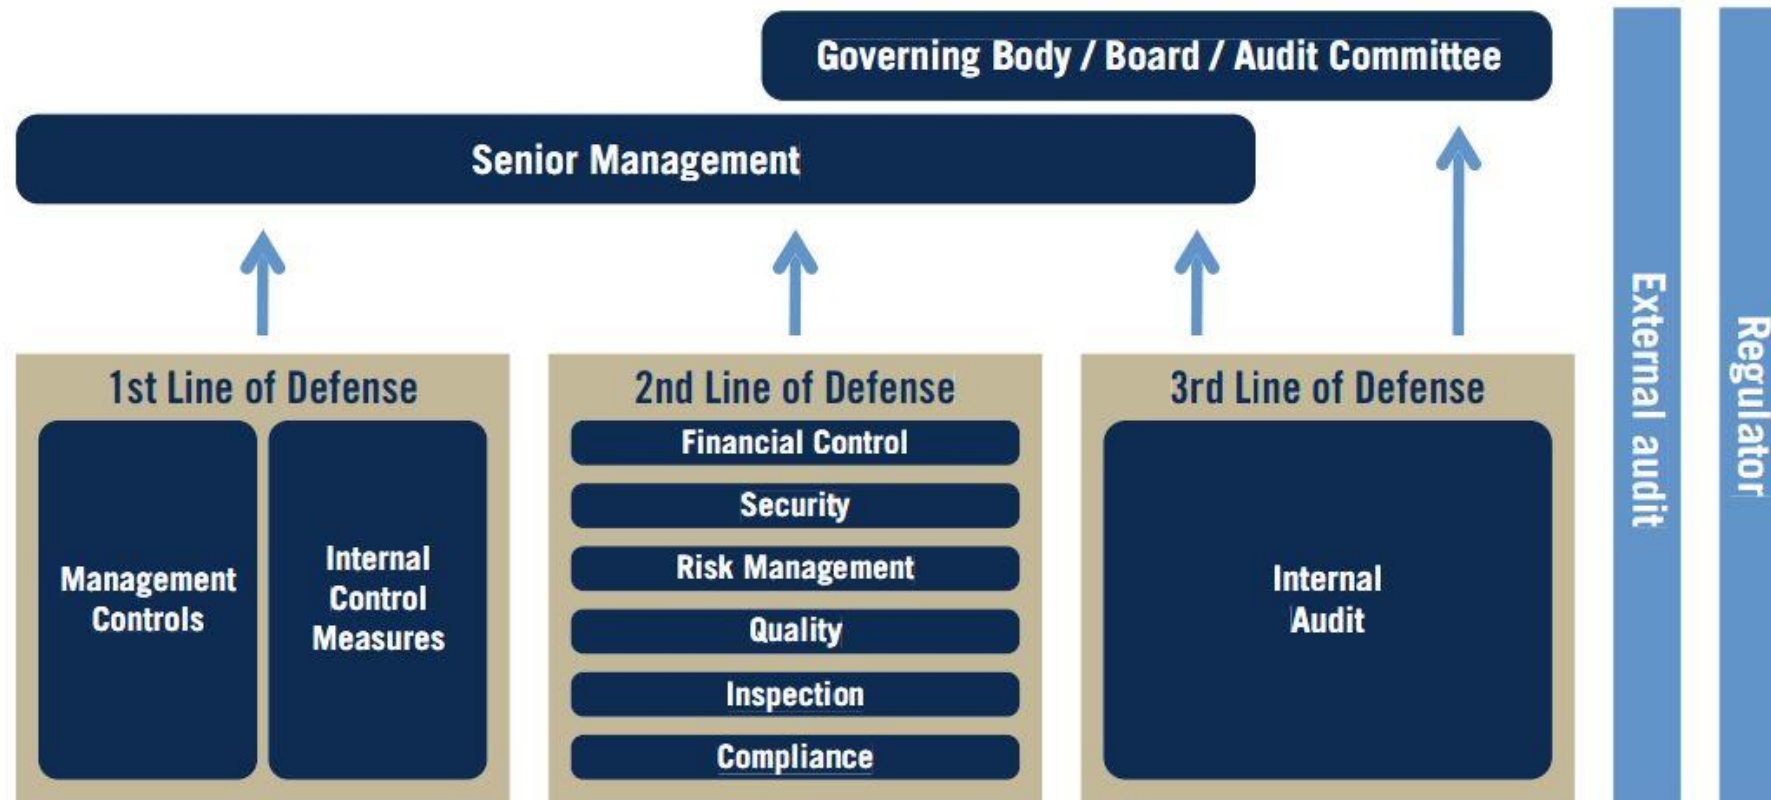 Governing Body / Board / Audit Committee
Senior Management
1st Line of Defense
Management
Controls
Internal
Control
Measures
2nd Line of Defense
Financial Control
Security
Risk Management
Quality
Inspection
Compliance
3rd Line of Defense
Internal
Audit
External audit
Regulator